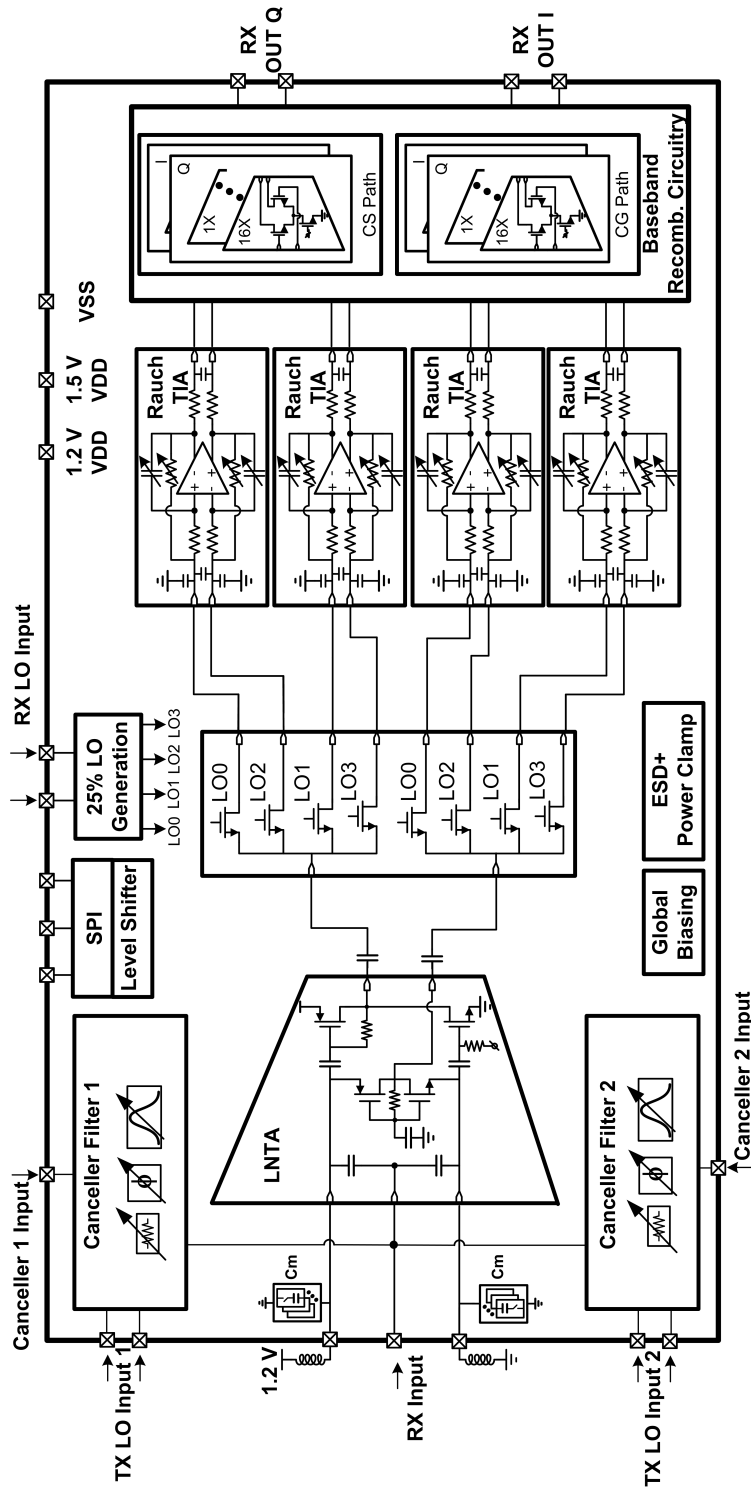 Canceller 1 Input
TX LO Input 1
Canceller Filter 1
SPI
Level Shifter
RX LO Input
25% LO
Generation
LO0 LO1 LO2 LO3
1.2 V
VDD
1.5 V
VDD
VSS
1.2 V
Cm
RX Input
Cm
LNTA
LO0
LO2
LO1
LO3
LO0
LO2
LO1
LO3
Rauch
TIA
+ +
- -
Rauch
TIA
+ +
- -
Rauch
TIA
+ +
- -
Rauch
TIA
+ +
- -
I
Q
1X
16X
CS Path
I
Q
1X
16X
CG Path
Baseband
Recomb. Circuitry
RX
OUT Q
RX
OUT I
TX LO Input 2
Canceller Filter 2
Canceller 2 Input
Global
Biasing
ESD+
Power Clamp